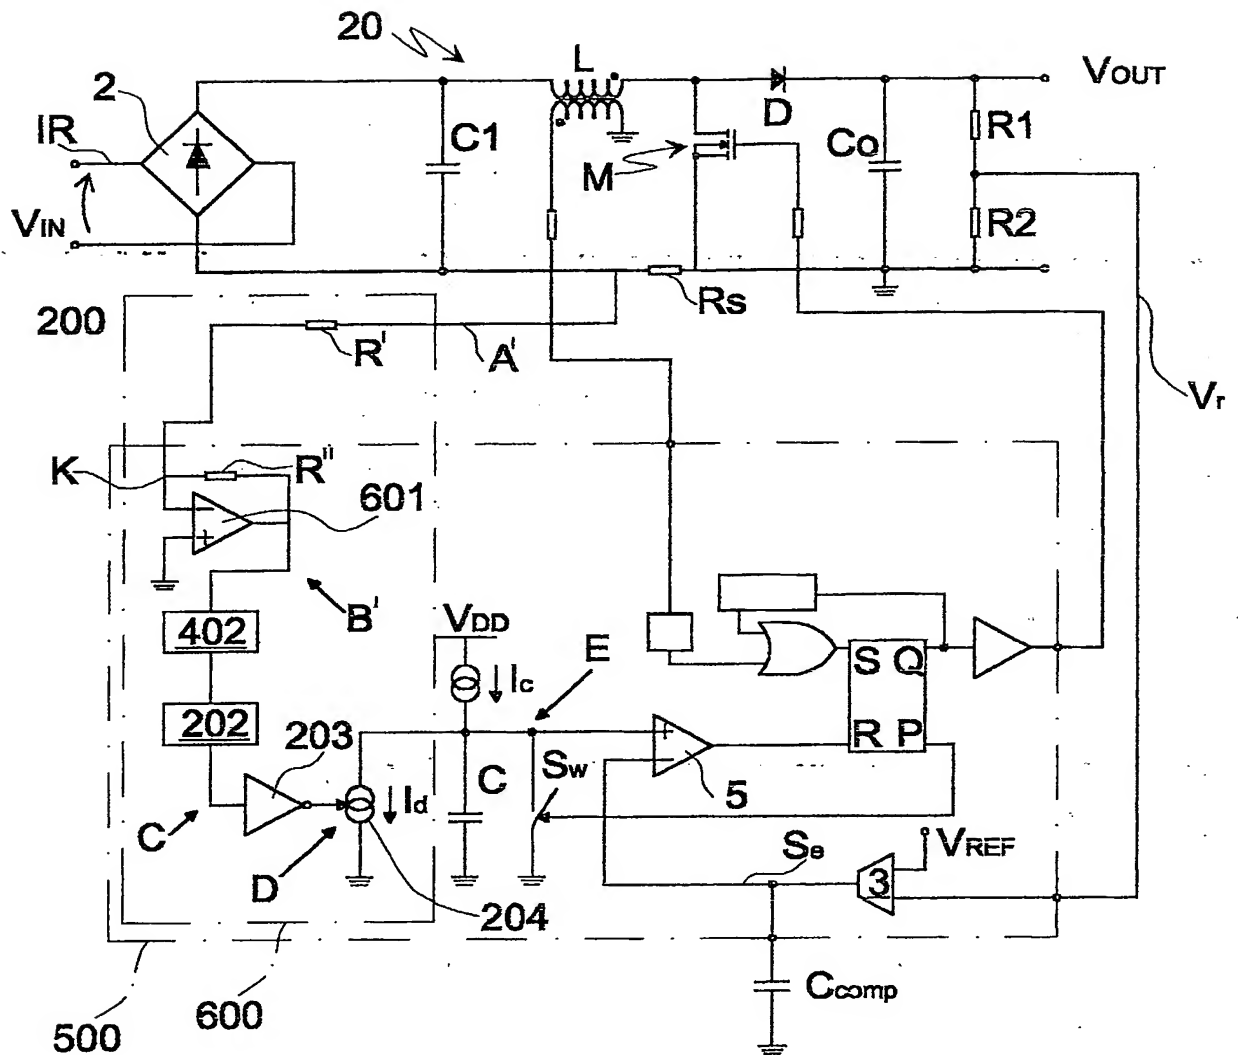 20
L
VOUT
2
D
R1
IR
C1
Co
M
VIN
R2
Rs
200
R'
A'
Vr
K
R"
601
B'
402
VDD
E
S Q
Ic
202
203
R P
Sw
C
5
Id
C
VREF
Se
D
3
204
Ccomp
600
500